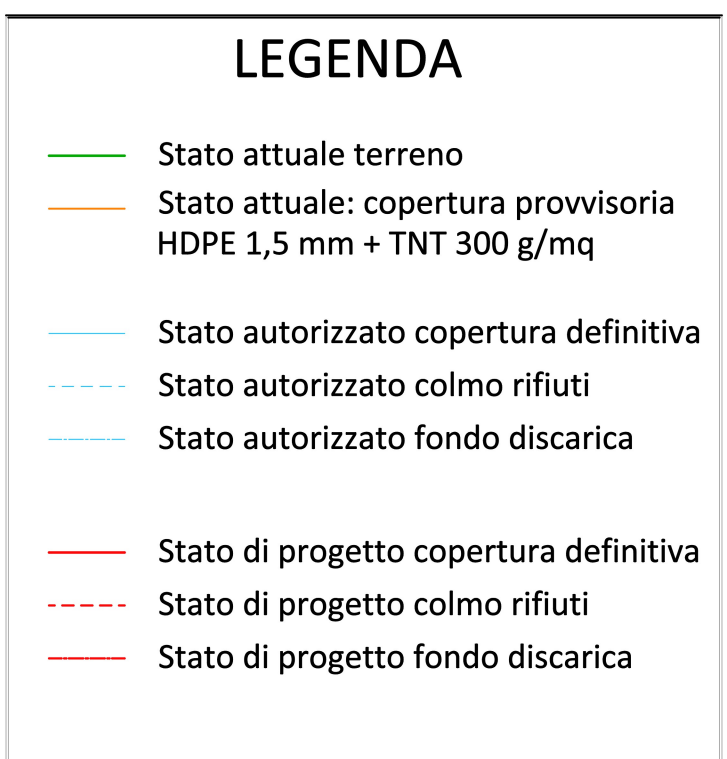 LEGENDA
Stato attuale terreno
Stato attuale: copertura provvisoria
HDPE 1,5 mm + TNT 300 g/mq
Stato autorizzato copertura definitiva
Stato autorizzato colmo rifiuti
Stato autorizzato fondo discarica
Stato di progetto copertura definitiva
Stato di progetto colmo rifiuti
Stato di progetto fondo discarica